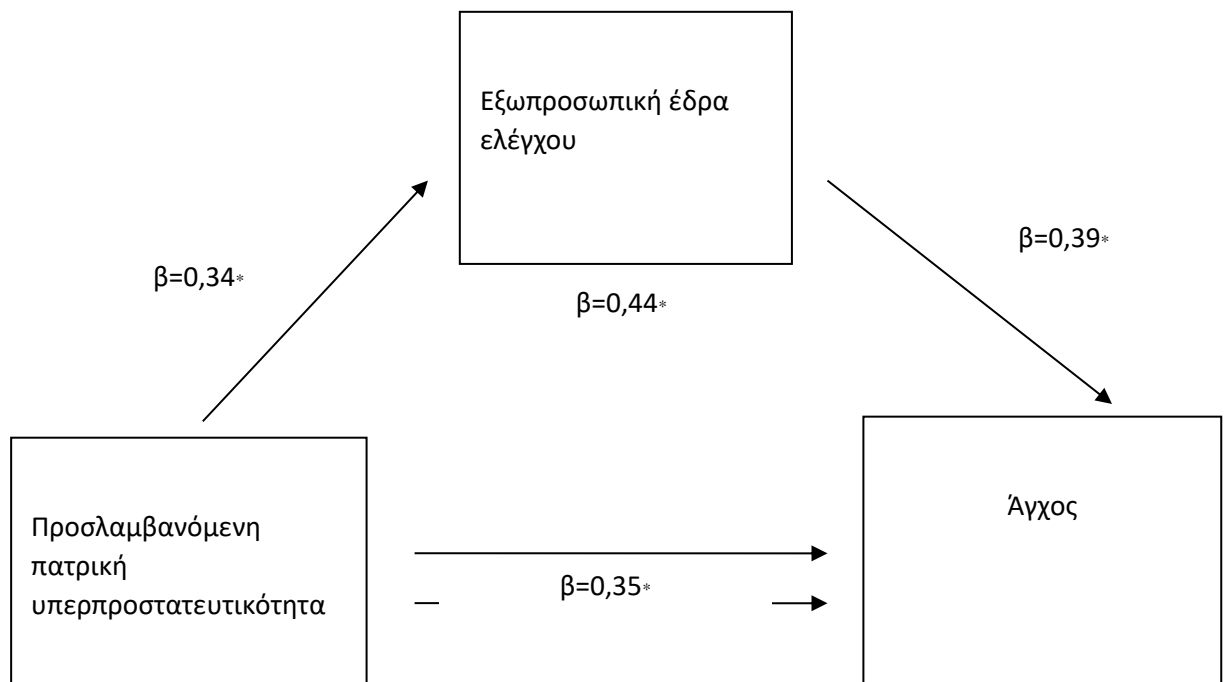 Εξωπροσωπική έδρα
ελέγχου
β=0,34*
β=0,39*
β=0,44*
Προσλαμβανόμενη
πατρική
υπερπροστατευτικότητα
Άγχος
β=0,35*